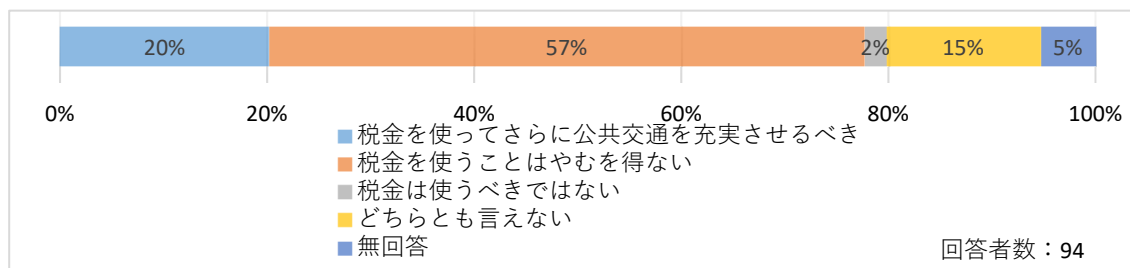 20% 57% 2% 15% 5%
0% 20% 40% 60% 80% 100%
税金を使ってさらに公共交通を充実させるべき
税金を使うことはやむを得ない
税金は使うべきではない
どちらとも言えない
無回答
回答者数：94